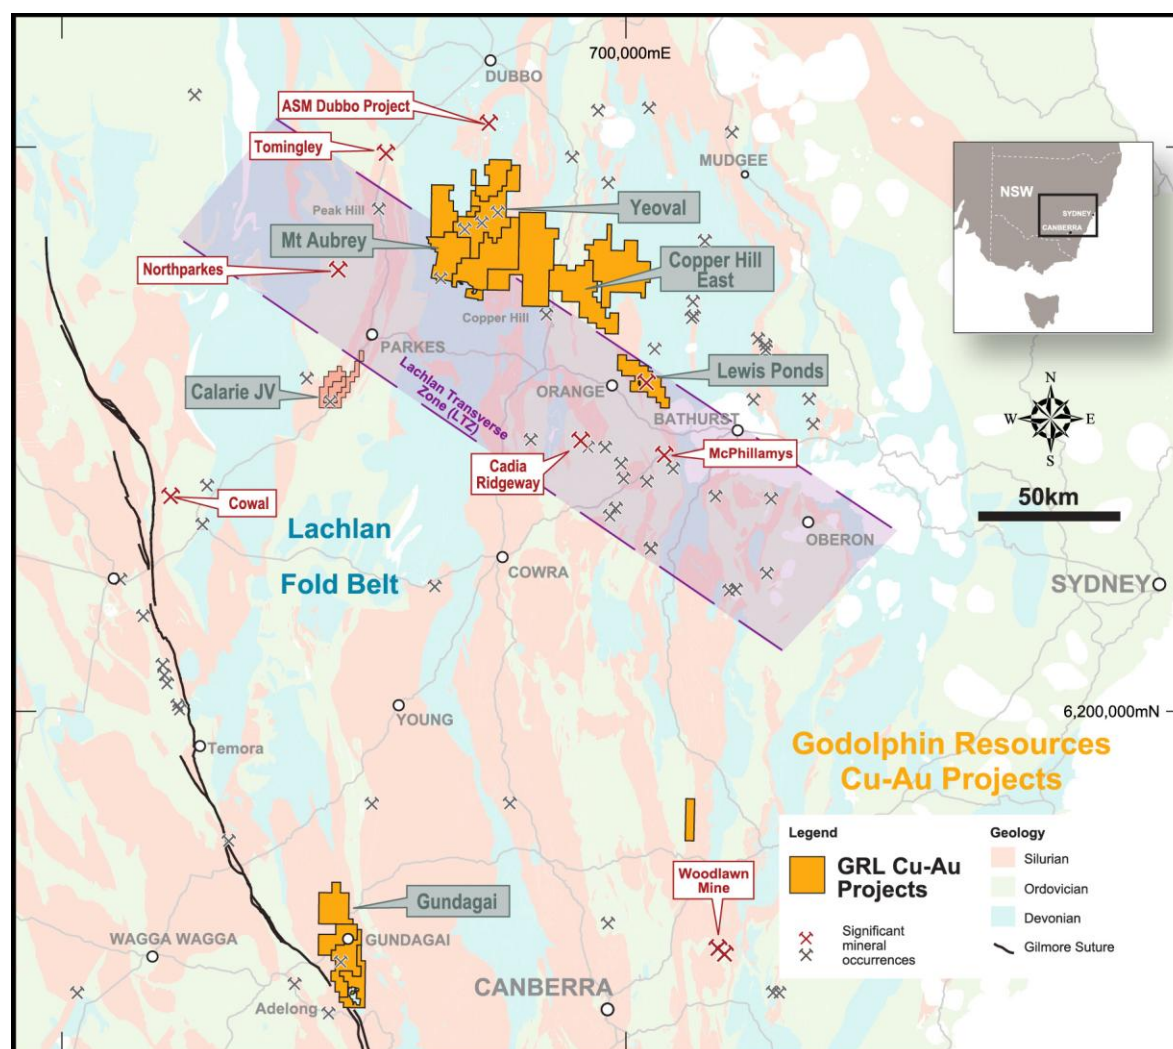 700,000mE
DUBBO
ASM Dubbo Project
Tomingley
MUDGEE
NSW
SYDNEY
CANBERRA
Peak Hill
Yeoval
Mt Aubrey
Northparkes
Copper Hill
East
Copper Hill
PARKES
Lachlan Transverse
Zone (LTZ)
Calarie JV
ORANGE
Lewis Ponds
BATHURST
N
W
E
S
Cadia
Ridgeway
McPhillamys
50km
Cowal
Lachlan
Fold Belt
OBERON
COWRA
SYDNEY
YOUNG
6,200,000mN
Temora
Godolphin Resources
Cu-Au Projects
Legend
GRL Cu-Au
Projects
Significant
mineral
occurrences
Geology
Silurian
Ordovician
Devonian
Gilmore Suture
Woodlawn
Mine
Gundagai
WAGGA WAGGA
GUNDAGAI
CANBERRA
Adelong